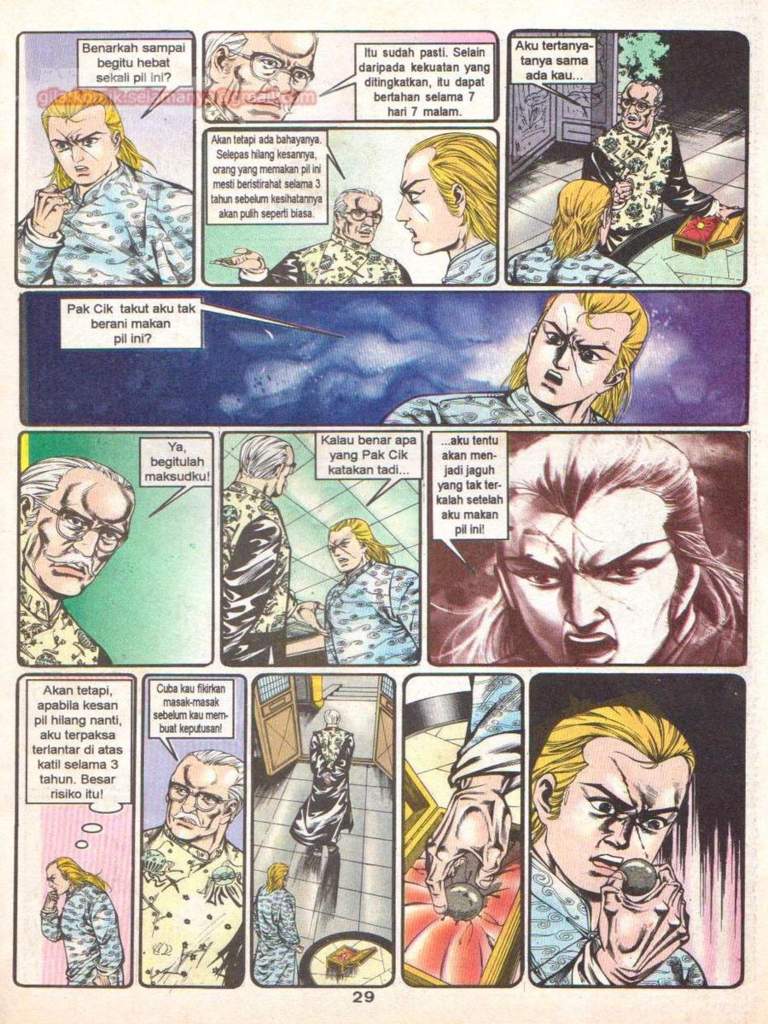 Benarkah sampai
begitu hebat
sekali pil ini?
Itu sudah pasti. Selain
daripada kekuatan yang
ditingkatkan, itu dapat
bertahan selama 7
hari 7 malam.
Akan tetapi ada bahayanya.
Selepas hilang kesannya,
orang yang memakan pil ini
mesti beristirahat selama 3
tahun sebelum kesihatannya
akan pulih seperti biasa.
Aku tertanya-
tanya sama
ada kau...
Pak Cik takut aku tak
berani makan
pil ini?
Ya,
begitulah
maksudku!
Kalau benar apa
yang Pak Cik
katakan tadi...
...aku tentu
akan men-
jadi jaguh
yang tak ter-
kalah setelah
aku makan
pil ini!
Akan tetapi,
apabila kesan
pil hilang nanti,
aku terpaksa
terlantar di atas
katil selama 3
tahun. Besar
risiko itu!
Cuba kau fikirkan
masak-masak
sebelum kau mem-
buat keputusan!
29